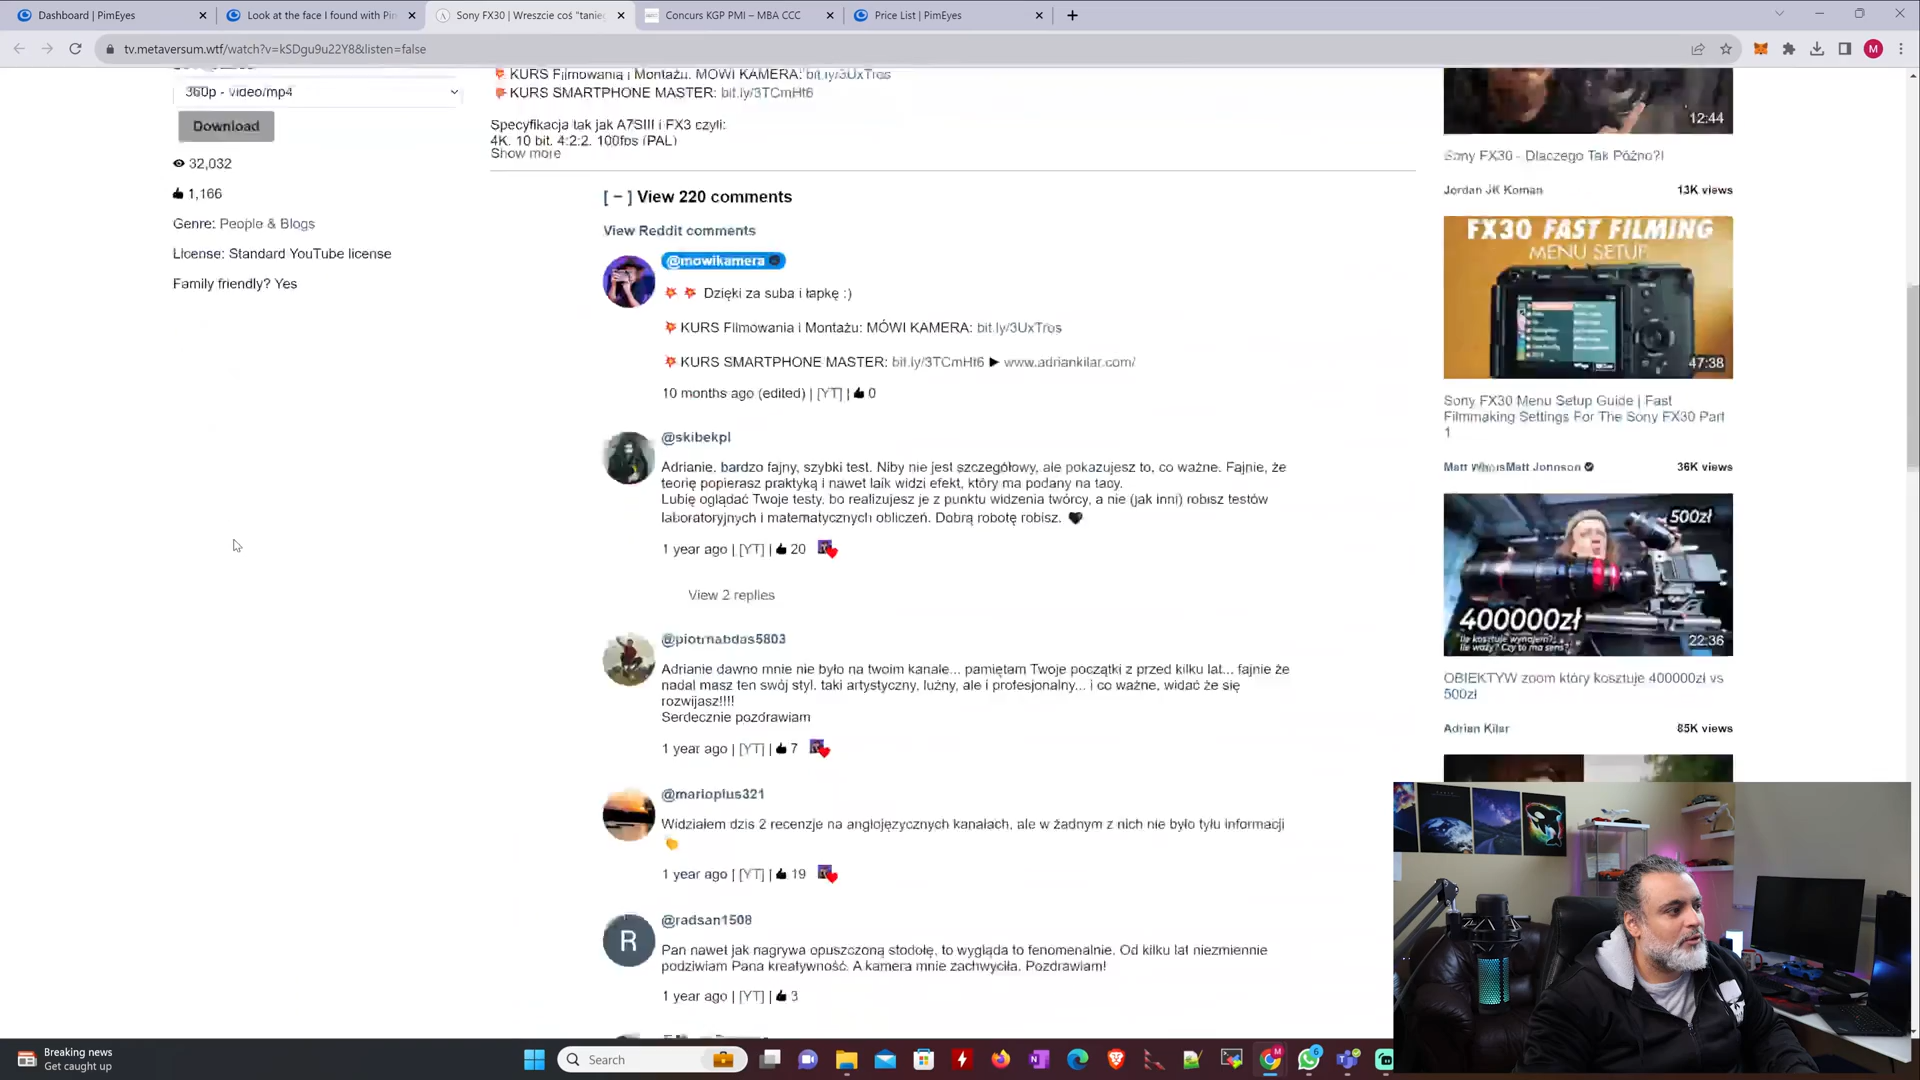 Dashboard | PimEyes
Look at the face I found with Pim
Sony FX30 | Wreszcie coś "tanieg
Concurs KGP PMI – MBA CCC
Price List | PimEyes
tv.metaversum.wtf/watch?v=kSDgu9u22Y8&listen=false
M
360p - video/mp4
Download
32,032
1,166
Genre: People & Blogs
License: Standard YouTube license
Family friendly? Yes
KURS Filmowania i Montażu. MÓWI KAMERA: bit.ly/3UxTros
KURS SMARTPHONE MASTER: bit.ly/3TCmHt6
Specyfikacja tak jak A7SIII i FX3 czyli:
4K. 10 bit. 4:2:2. 100fps (PAL)
Show more
[ − ] View 220 comments
View Reddit comments
@mowikamera
Dzięki za suba i łapkę :)
KURS Filmowania i Montażu: MÓWI KAMERA: bit.ly/3UxTros
KURS SMARTPHONE MASTER: bit.ly/3TCmHt6 ▶ www.adriankilar.com/
10 months ago (edited) | [YT] | 0
@skibekpl
Adrianie. bardzo fajny, szybki test. Niby nie jest szczegółowy, ale pokazujesz to, co ważne. Fajnie, że
teorię popierasz praktyką i nawet laik widzi efekt, który ma podany na tacy.
Lubię oglądać Twoje testy. bo realizujesz je z punktu widzenia twórcy, a nie (jak inni) robisz testów
laboratoryjnych i matematycznych obliczeń. Dobrą robotę robisz.
1 year ago | [YT] | 20
View 2 replies
@piotrnabdas5803
Adrianie dawno mnie nie było na twoim kanale... pamiętam Twoje początki z przed kilku lat... fajnie że
nadal masz ten swój styl. taki artystyczny, luźny, ale i profesjonalny... i co ważne, widać że się
rozwijasz!!!!
Serdecznie pozdrawiam
1 year ago | [YT] | 7
@marioplus321
Widziałem dzis 2 recenzje na anglojęzycznych kanałach, ale w żadnym z nich nie było tylu informacji
1 year ago | [YT] | 19
R
@radsan1508
Pan nawet jak nagrywa opuszczoną stodołę, to wygląda to fenomenalnie. Od kilku lat niezmiennie
podziwiam Pana kreatywność. A kamera mnie zachwyciła. Pozdrawiam!
1 year ago | [YT] | 3
12:44
Sony FX30 - Dlaczego Tak Późno?!
Jordan JK Koman
13K views
FX30 FAST FILMING
MENU SETUP
47:38
Sony FX30 Menu Setup Guide | Fast
Filmmaking Settings For The Sony FX30 Part
1
Matt WhoisMatt Johnson
36K views
500zł
400000zł
Ile kosztuje wynajem?
Ile waży? Czy to ma sens?
22:36
OBIEKTYW zoom który kosztuje 400000zł vs
500zł
Adrian Kilar
85K views
Breaking news
Get caught up
Search